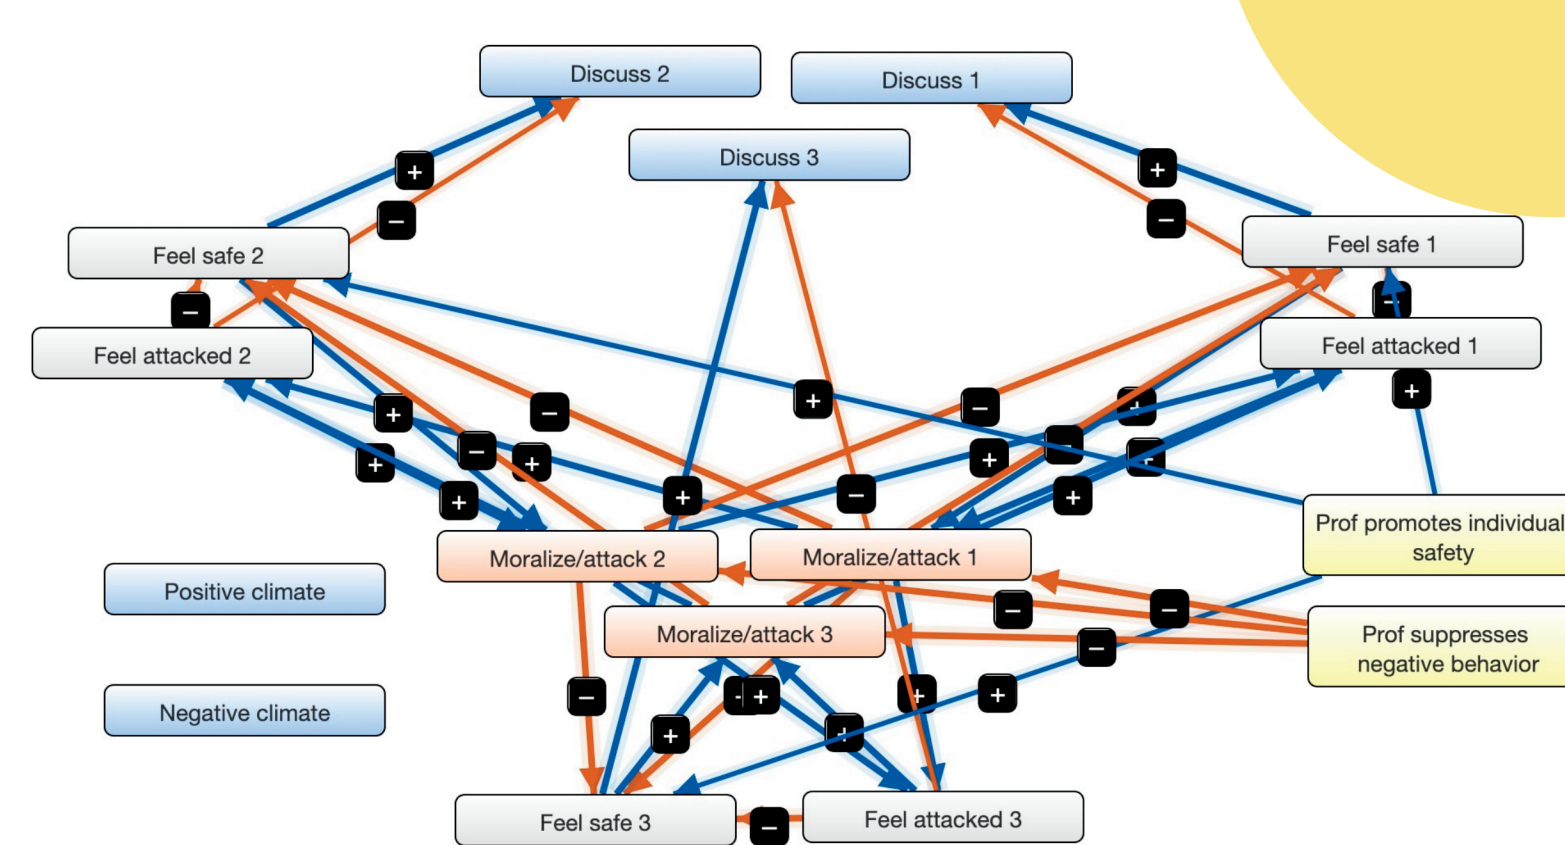 Discuss 2
Discuss 1
Discuss 3
+
+
−
−
Feel safe 2
Feel safe 1
−
−
Feel attacked 2
Feel attacked 1
+
+
−
−
+
+
−
−
+
+
+
−
+
+
+
Prof promotes individual
safety
Moralize/attack 2
Moralize/attack 1
Positive climate
−
−
Moralize/attack 3
Prof suppresses
negative behavior
−
−
+
+
+
Negative climate
+
+
Feel safe 3
−
Feel attacked 3